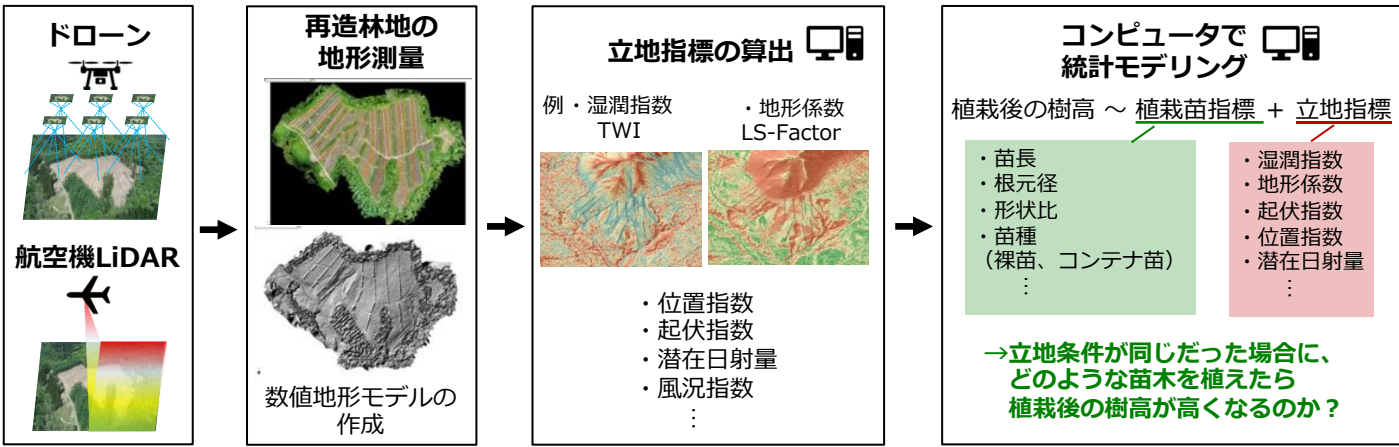 ドローン
航空機LiDAR
再造林地の
地形測量
数値地形モデルの
作成
立地指標の算出
例・湿潤指数
TWI
・地形係数
LS-Factor
・位置指数
・起伏指数
・潜在日射量
・風況指数
⋮
コンピュータで
統計モデリング
植栽後の樹高 ～ 植栽苗指標 + 立地指標
・苗長
・根元径
・形状比
・苗種
（裸苗、コンテナ苗）
⋮
・湿潤指数
・地形係数
・起伏指数
・位置指数
・潜在日射量
⋮
→立地条件が同じだった場合に、
どのような苗木を植えたら
植栽後の樹高が高くなるのか？